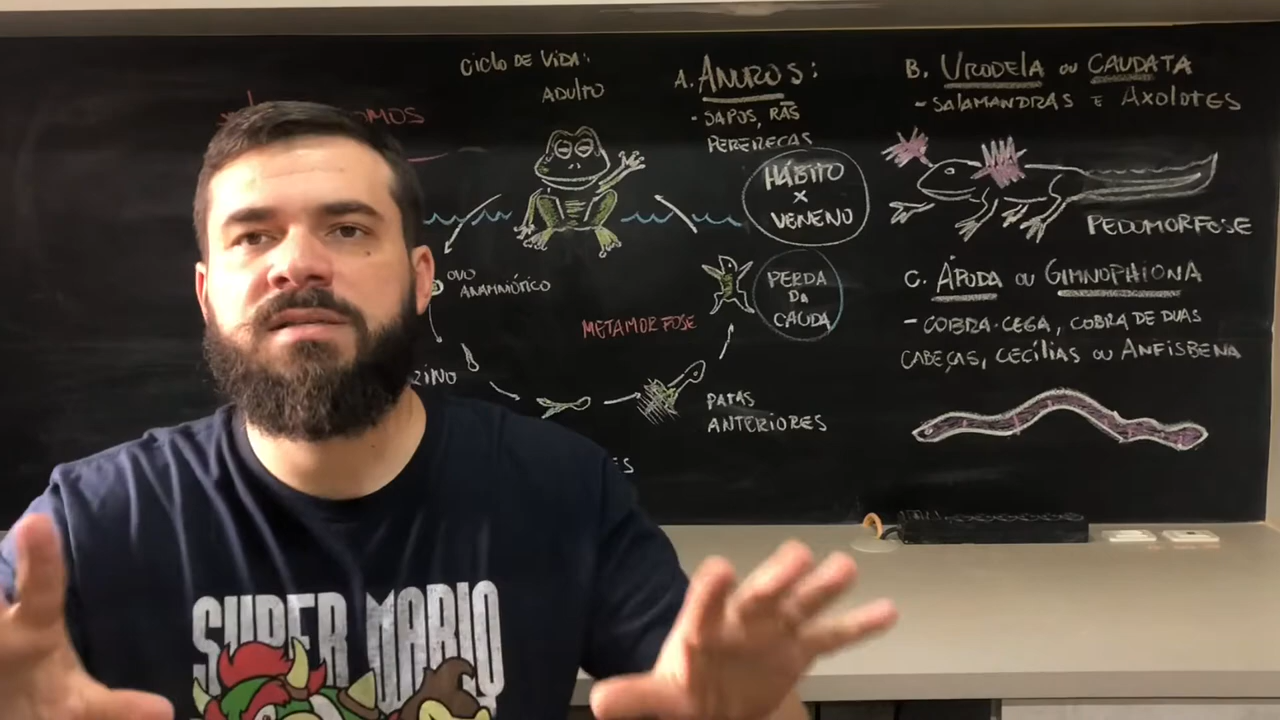 CICLO DE VIDA:
ADULTO
OVO
ANAMNIÓTICO
METAMORFOSE
PATAS
ANTERIORES
A. ANUROS:
- SAPOS, RÃS
PERERECAS
HÁBITO
X
VENENO
PERDA
DA
CAUDA
B. URODELA OU CAUDATA
- SALAMANDRAS E AXOLOTES
PEDOMORFOSE
C. ÁPODA OU GIMNOPHIONA
- COBRA-CEGA, COBRA DE DUAS
CABEÇAS, CECÍLIAS OU ANFISBENA
SUPER MARIO